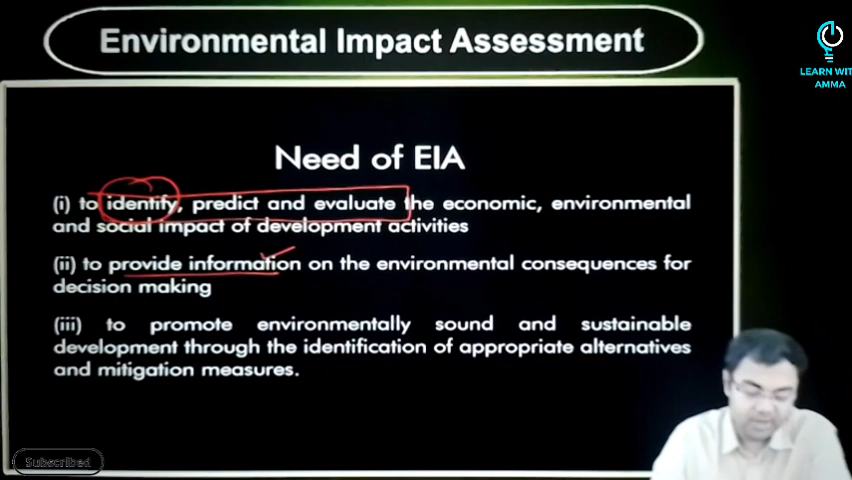 Environmental Impact Assessment
LEARN WIT
AMMA
Need of EIA
(i) to identify, predict and evaluate the economic, environmental
and social impact of development activities
(ii) to provide information on the environmental consequences for
decision making
(iii) to promote environmentally sound and sustainable
development through the identification of appropriate alternatives
and mitigation measures.
Subscribed